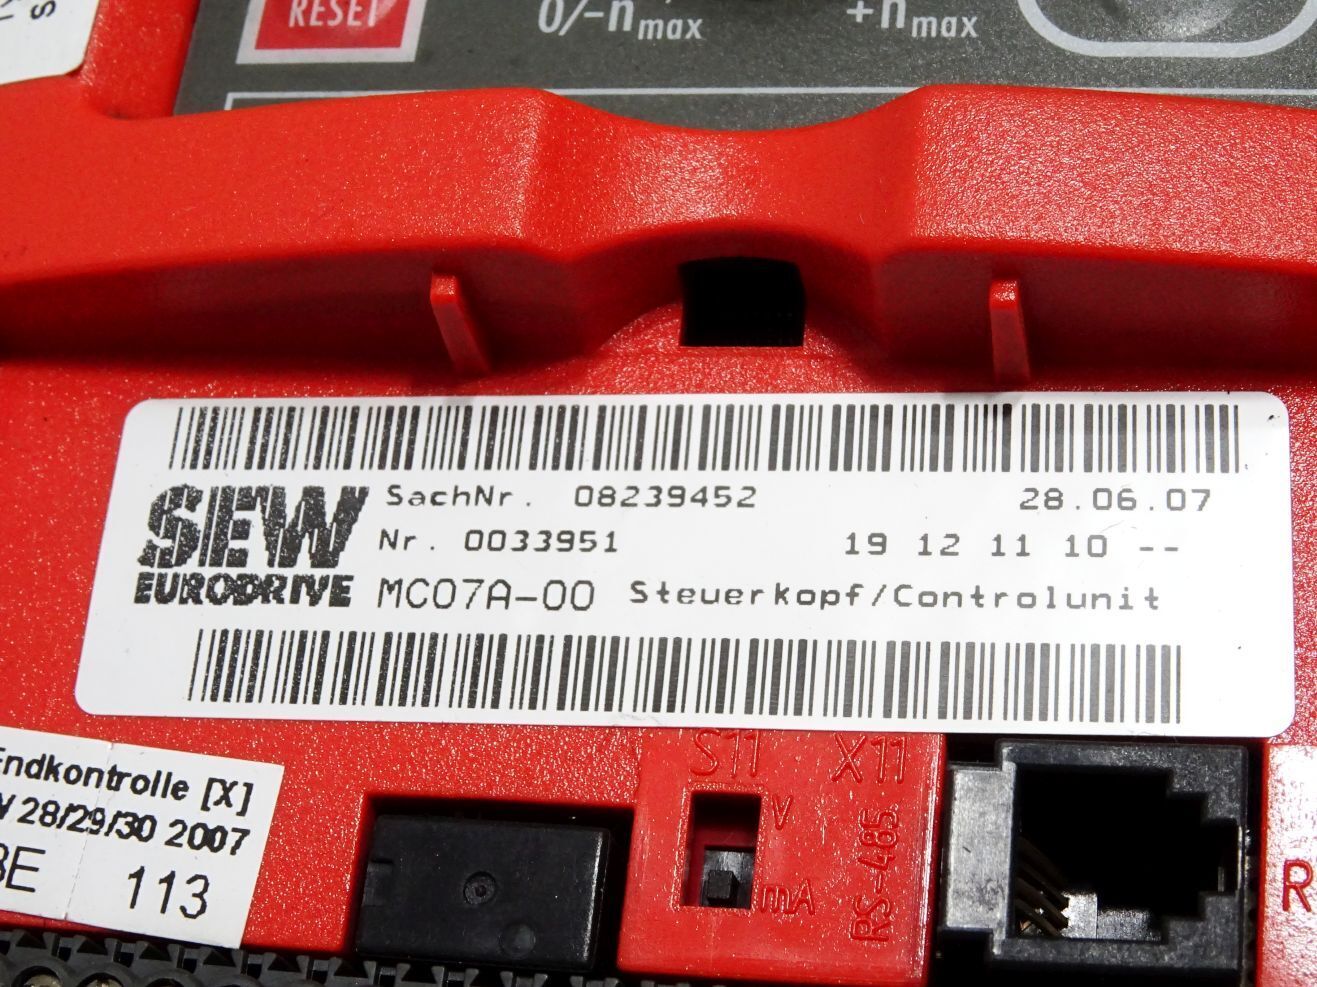 S
RESET
0/-nmax
+nmax
SEW
EURODRIVE
SachNr. 08239452
28.06.07
Nr. 0033951
19 12 11 10 --
MC07A-00 Steuerkopf/Controlunit
Endkontrolle [X]
28/29/30 2007
113
S11
X11
V
mA
RS-485
R